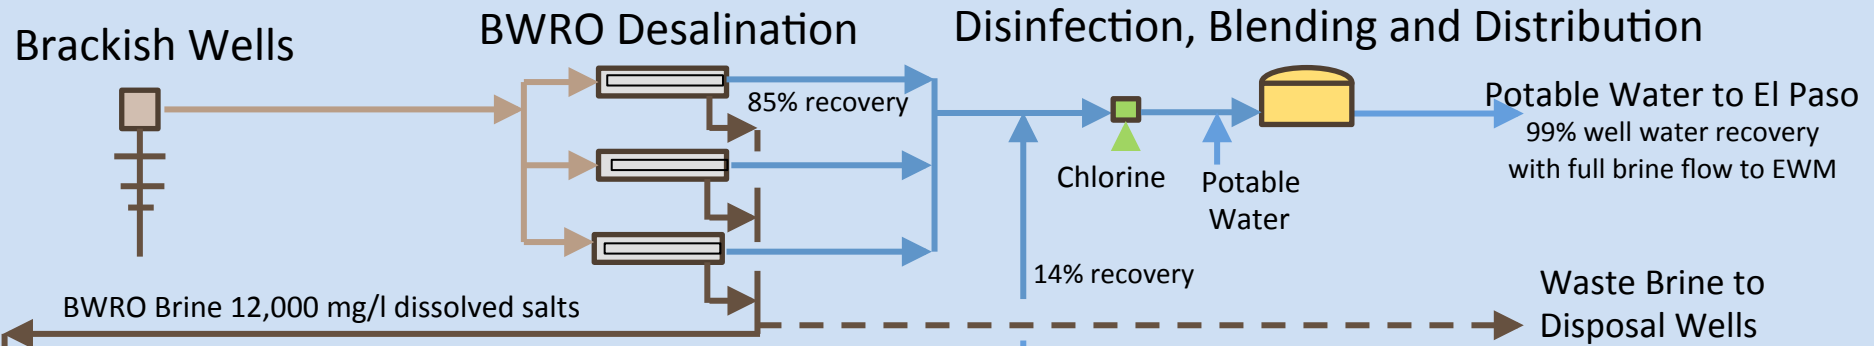 Brackish Wells
BWRO Desalination
Disinfection, Blending and Distribution
85% recovery
Chlorine
Potable
Water
Potable Water to El Paso
99% well water recovery
with full brine flow to EWM
14% recovery
BWRO Brine 12,000 mg/l dissolved salts
Waste Brine to
Disposal Wells